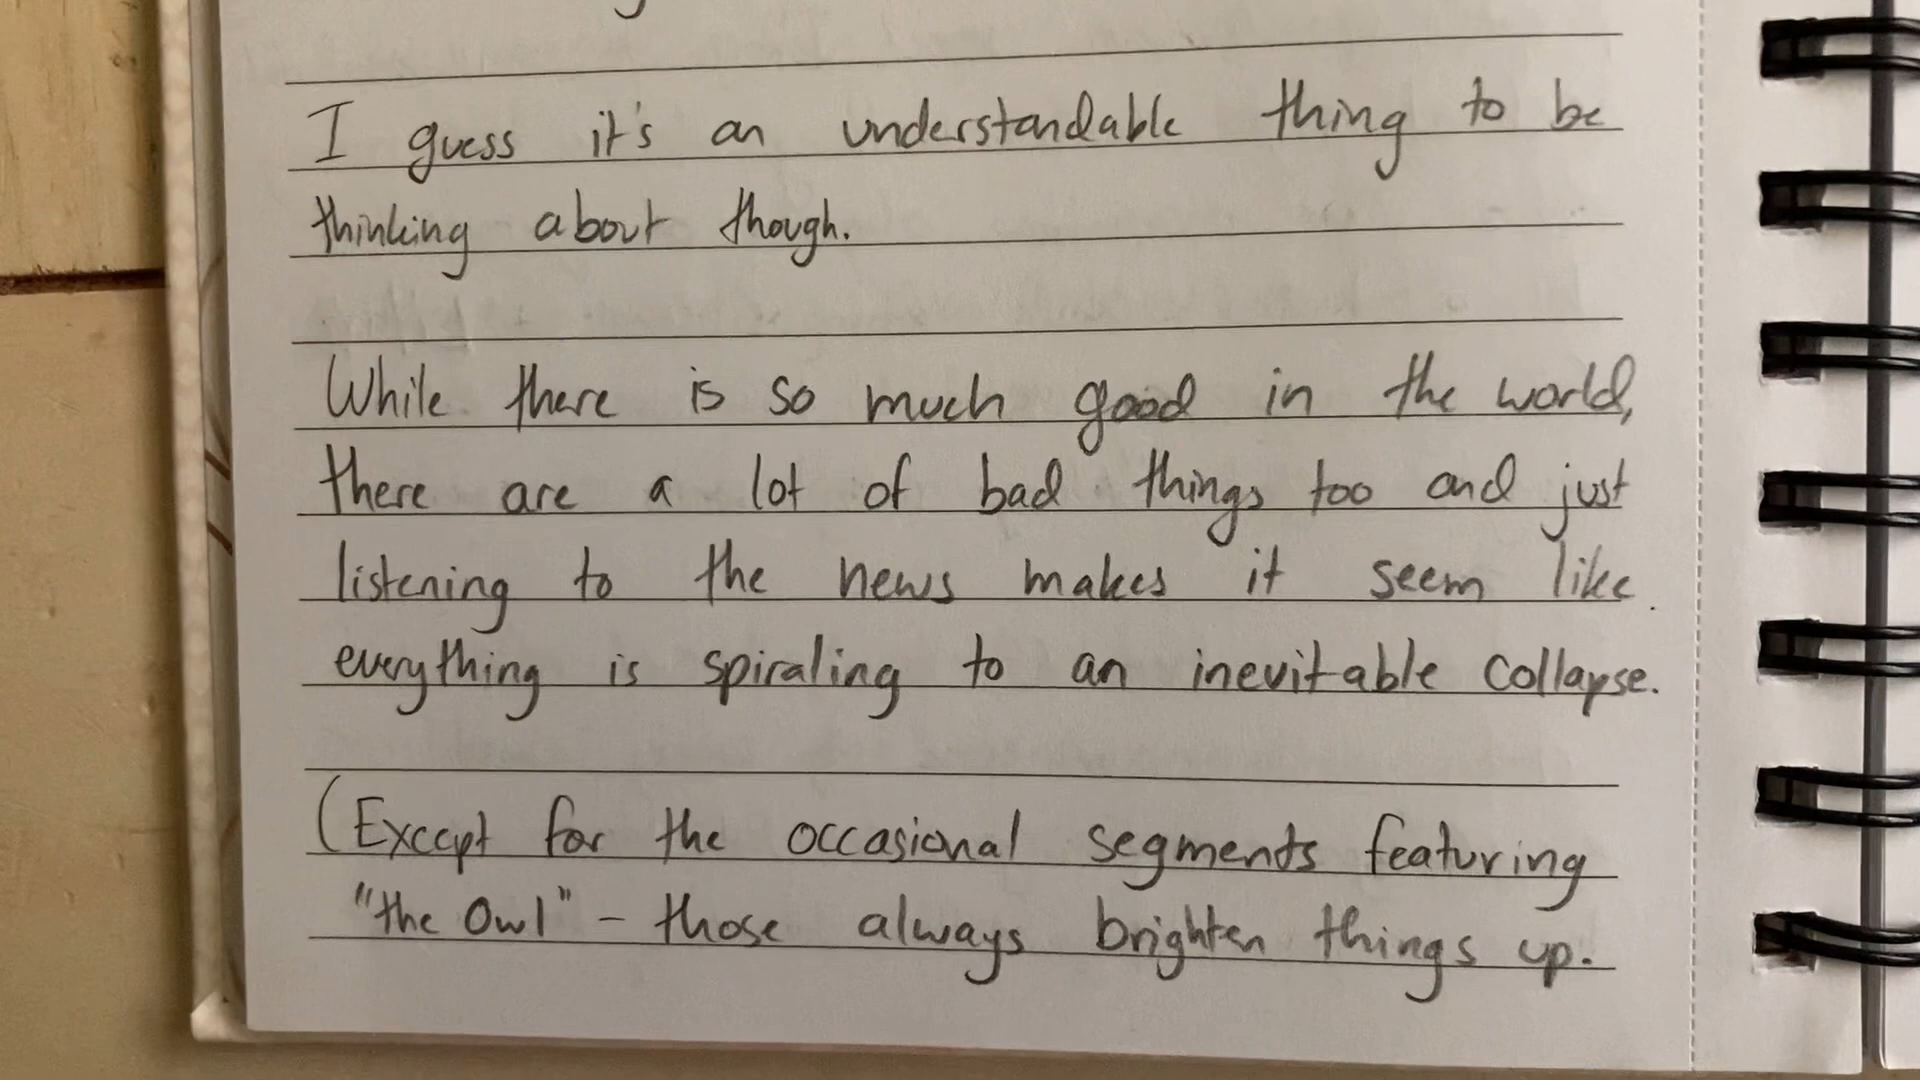 I guess it's an understandable thing to be
thinking about though.
While there is so much good in the world,
there are a lot of bad things too and just
listening to the news makes it seem like
everything is spiraling to an inevitable collapse.
(Except for the occasional segments featuring
"the Owl" - those always brighten things up.